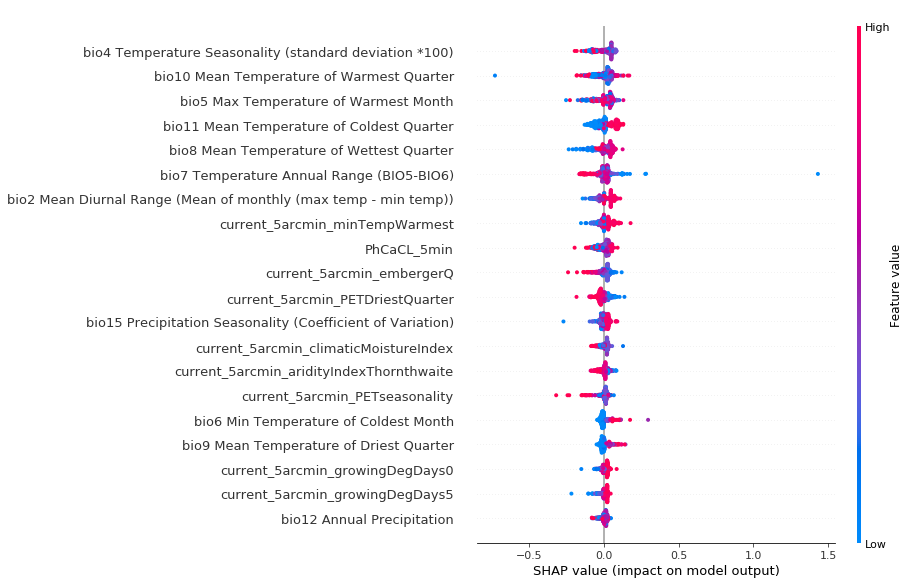 High
bio4 Temperature Seasonality (standard deviation *100)
bio10 Mean Temperature of Warmest Quarter
bio5 Max Temperature of Warmest Month
bio11 Mean Temperature of Coldest Quarter
bio8 Mean Temperature of Wettest Quarter
bio7 Temperature Annual Range (BIO5-BIO6)
bio2 Mean Diurnal Range (Mean of monthly (max temp - min temp))
current_5arcmin_minTempWarmest
PhCaCL_5min
current_5arcmin_embergerQ
current_5arcmin_PETDriestQuarter
bio15 Precipitation Seasonality (Coefficient of Variation)
current_5arcmin_climaticMoistureIndex
current_5arcmin_aridityIndexThornthwaite
current_5arcmin_PETseasonality
bio6 Min Temperature of Coldest Month
bio9 Mean Temperature of Driest Quarter
current_5arcmin_growingDegDays0
current_5arcmin_growingDegDays5
bio12 Annual Precipitation
Feature value
Low
−0.5 0.0 0.5 1.0 1.5
SHAP value (impact on model output)